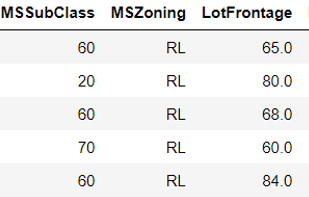 MSSubClass MSZoning LotFrontage
60 RL 65.0
20 RL 80.0
60 RL 68.0
70 RL 60.0
60 RL 84.0